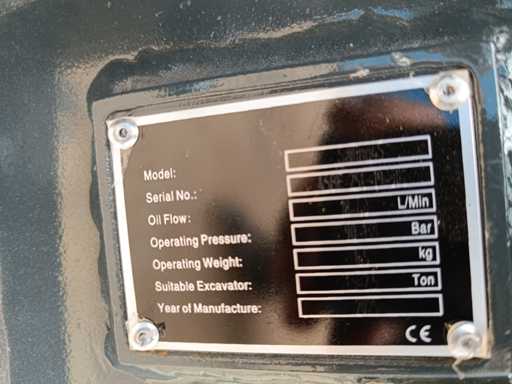 Model:
Serial No.:
Oil Flow: L/Min
Operating Pressure: Bar
Operating Weight: kg
Suitable Excavator: Ton
Year of Manufacture:
CE